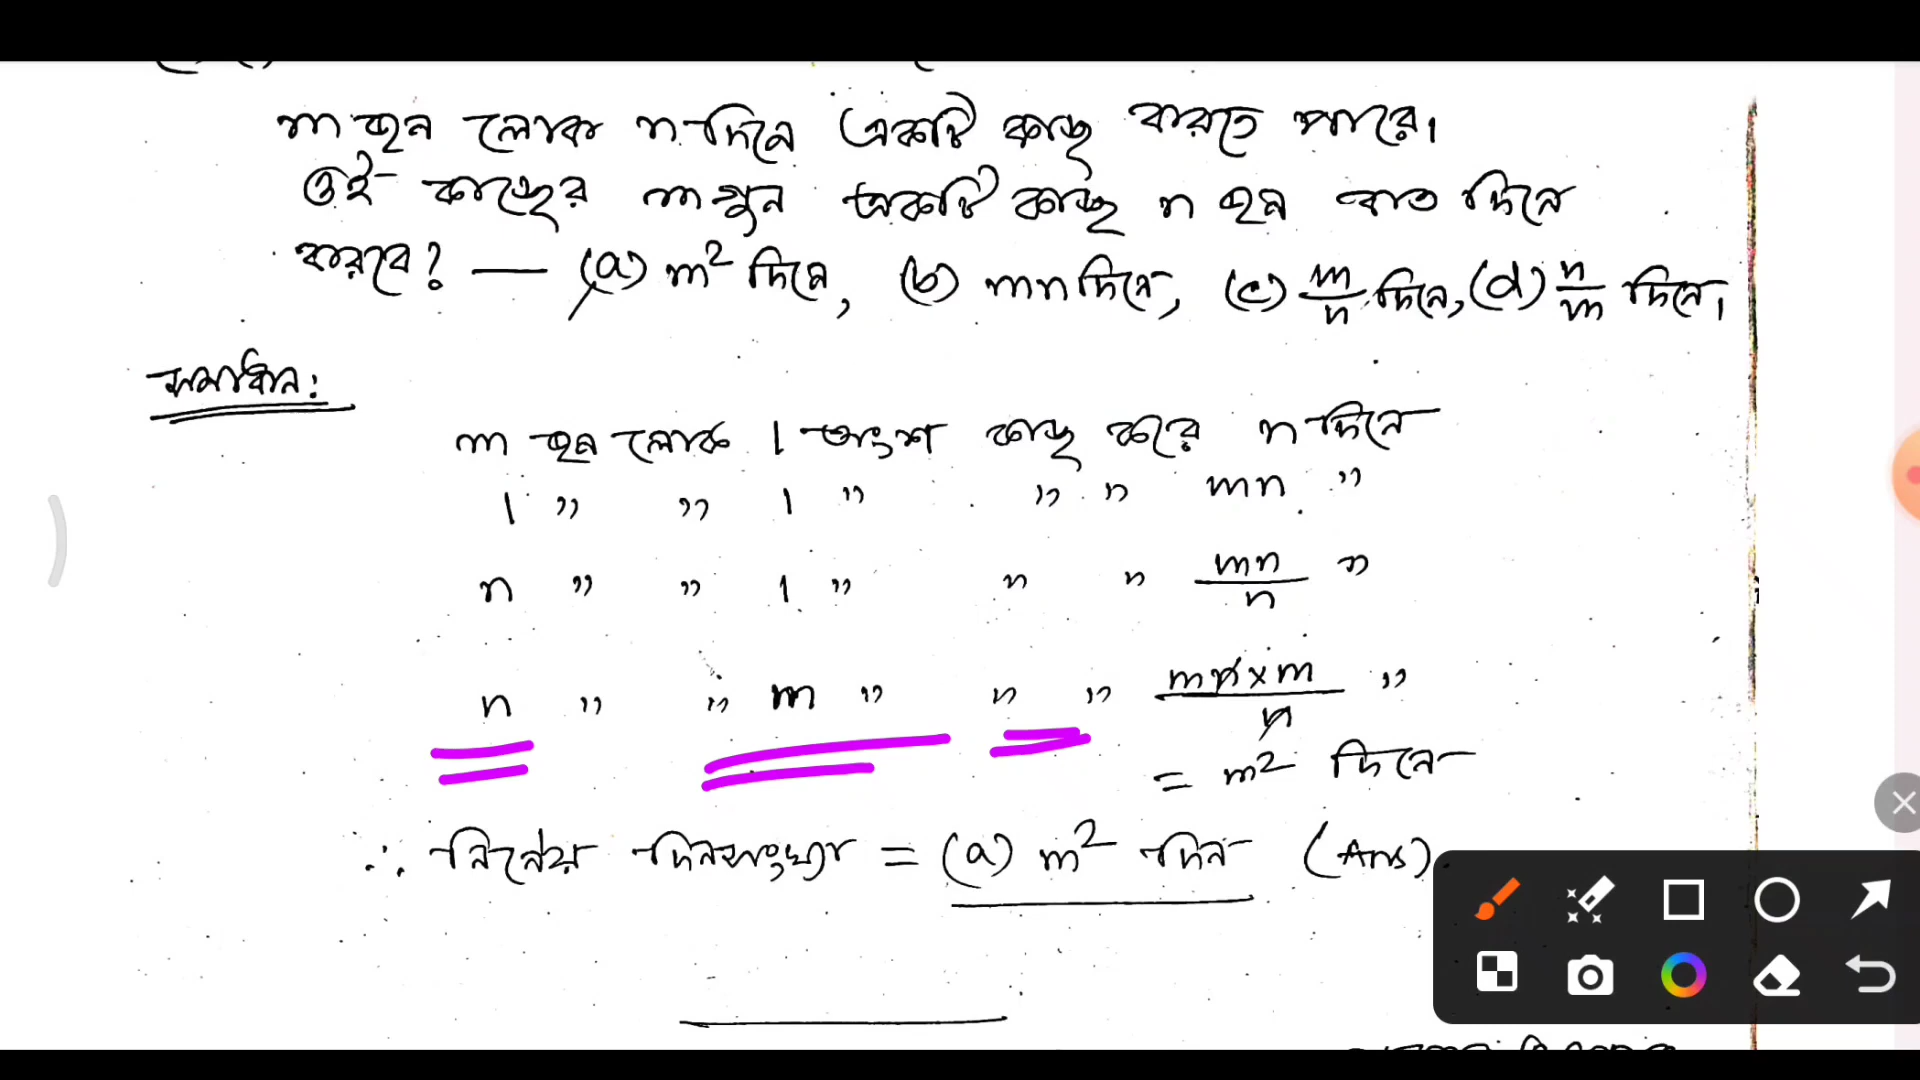 m জন লোক n দিনে একটি কাজ করতে পারে।
ওই কাজের m গুন একটি কাজ n জন কত দিনে
করবে? — (a) m² দিনে, (b) mn দিনে, (c) m/n দিনে, (d) n/m দিনে।
সমাধান:
m জন লোক 1 অংশ কাজ করে n দিনে
1 " " 1 " " " mn "
n " " 1 " " " mn/n "
n " " m " " " mn×m/n "
= m² দিনে
∴ নির্নেয় দিনসংখ্যা = (a) m² দিন (Ans).